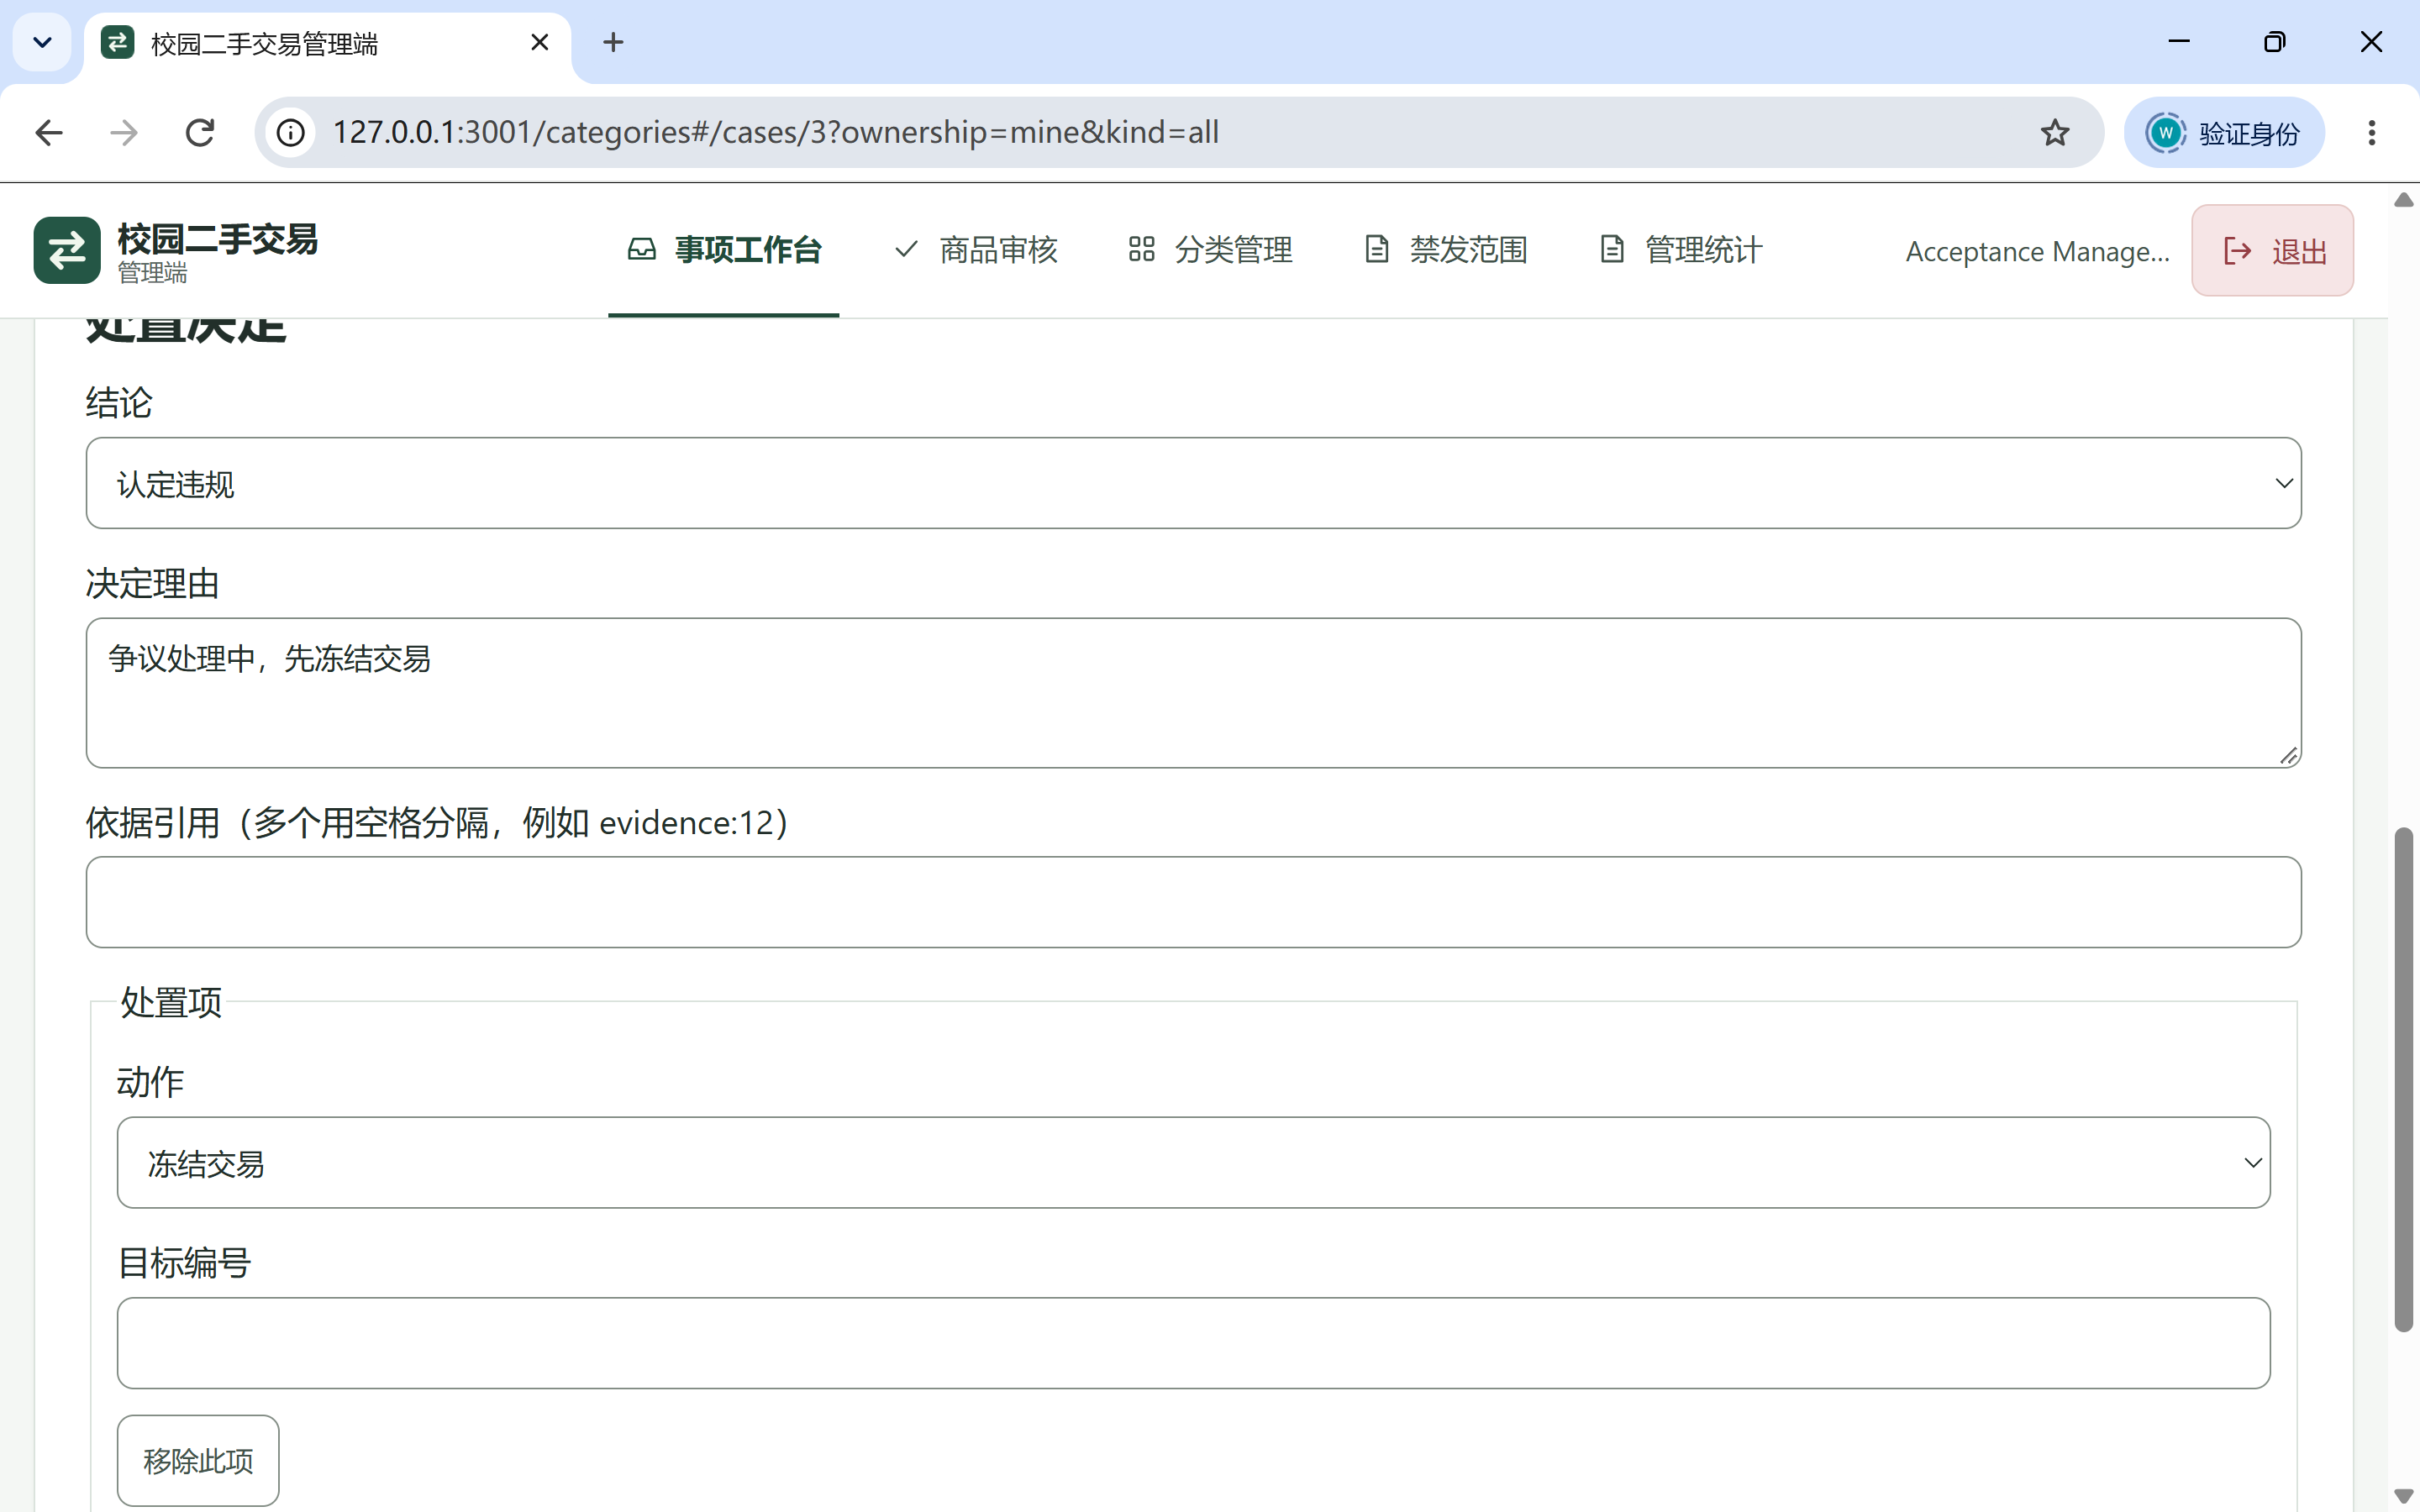 校园二手交易管理端
127.0.0.1:3001/categories#/cases/3?ownership=mine&kind=all
W 验证身份
校园二手交易
管理端
事项工作台
商品审核
分类管理
禁发范围
管理统计
Acceptance Manage...
退出
处置决定
结论
认定违规
决定理由
争议处理中，先冻结交易
依据引用（多个用空格分隔，例如 evidence:12）
处置项
动作
冻结交易
目标编号
移除此项